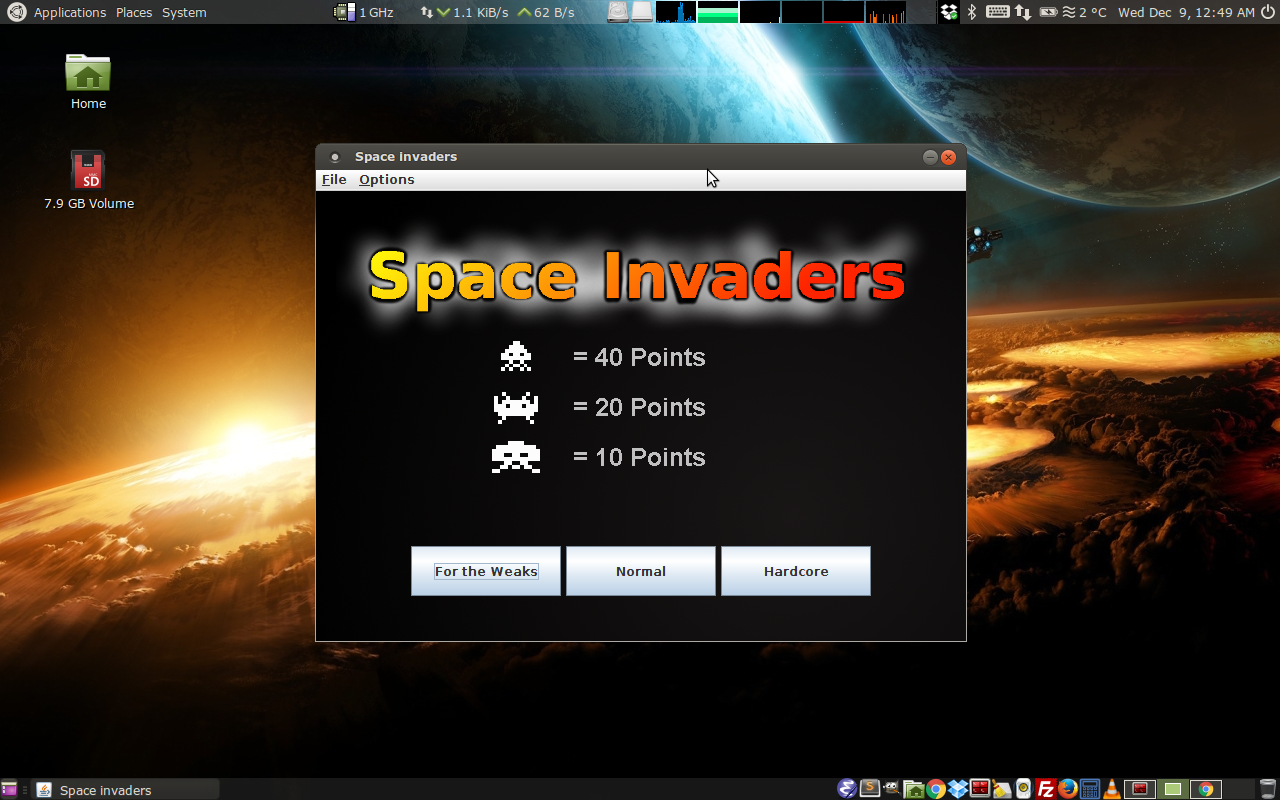 Applications Places System 1 GHz 1.1 KiB/s 62 B/s 2 °C Wed Dec 9, 12:49 AM
Home
SD
7.9 GB Volume
Space invaders
File Options
Space Invaders
= 40 Points
= 20 Points
= 10 Points
For the Weaks Normal Hardcore
Space invaders